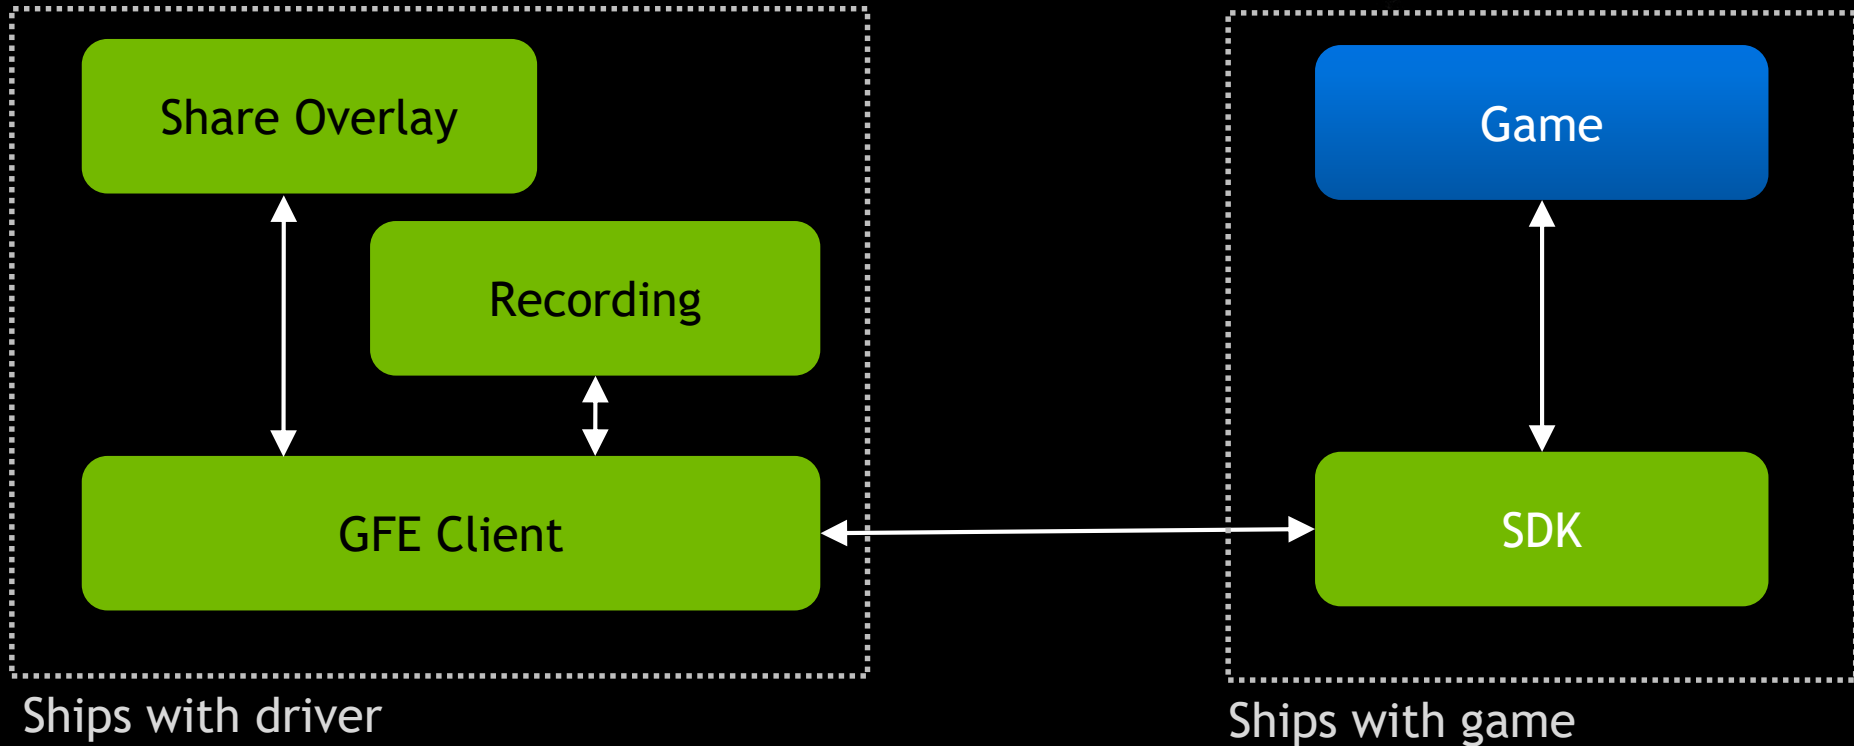 Share Overlay
Recording
GFE Client
Ships with driver
Game
SDK
Ships with game